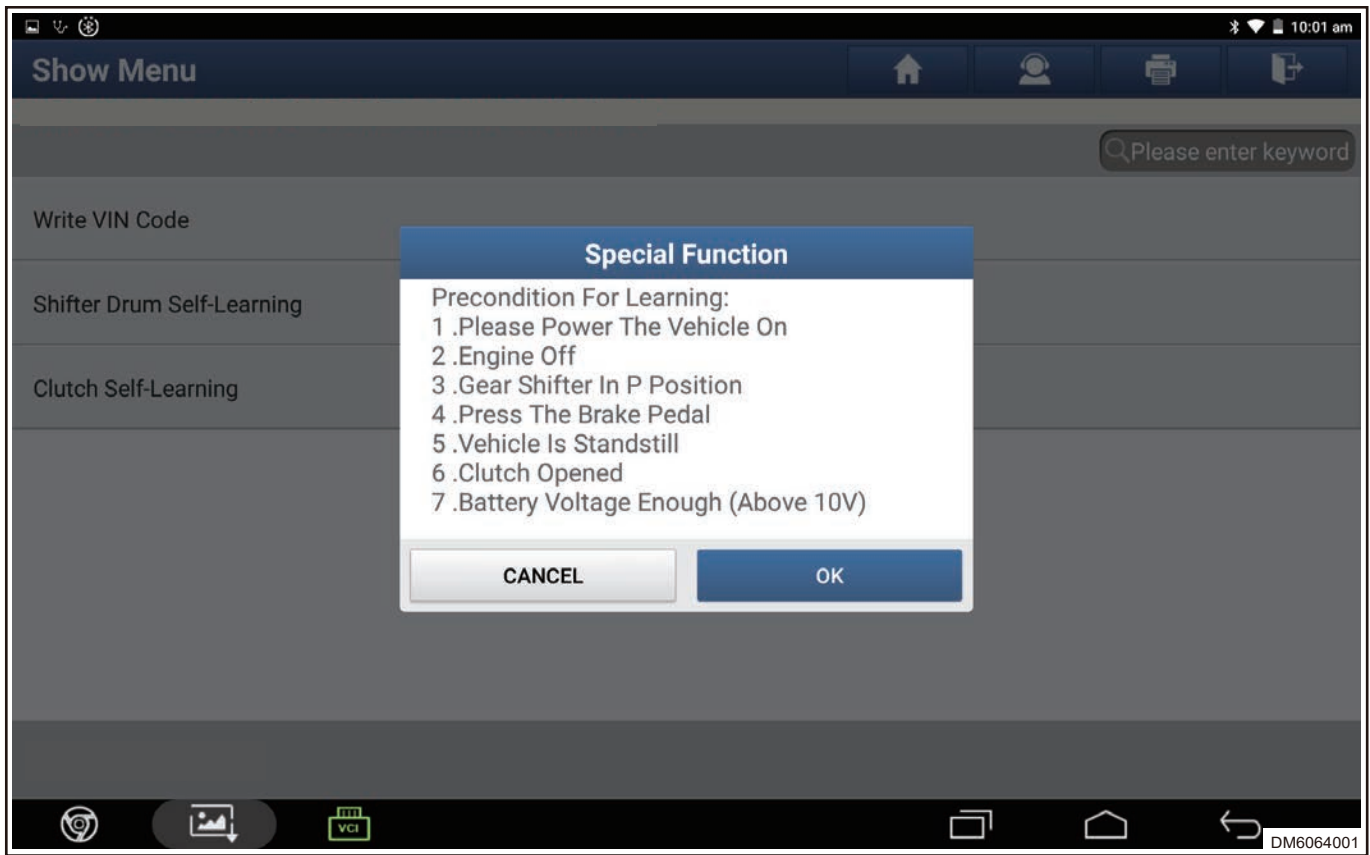 10:01 am
Show Menu
Please enter keyword
Write VIN Code
Shifter Drum Self-Learning
Clutch Self-Learning
Special Function
Precondition For Learning:
1 .Please Power The Vehicle On
2 .Engine Off
3 .Gear Shifter In P Position
4 .Press The Brake Pedal
5 .Vehicle Is Standstill
6 .Clutch Opened
7 .Battery Voltage Enough (Above 10V)
CANCEL
OK
VCI
DM6064001